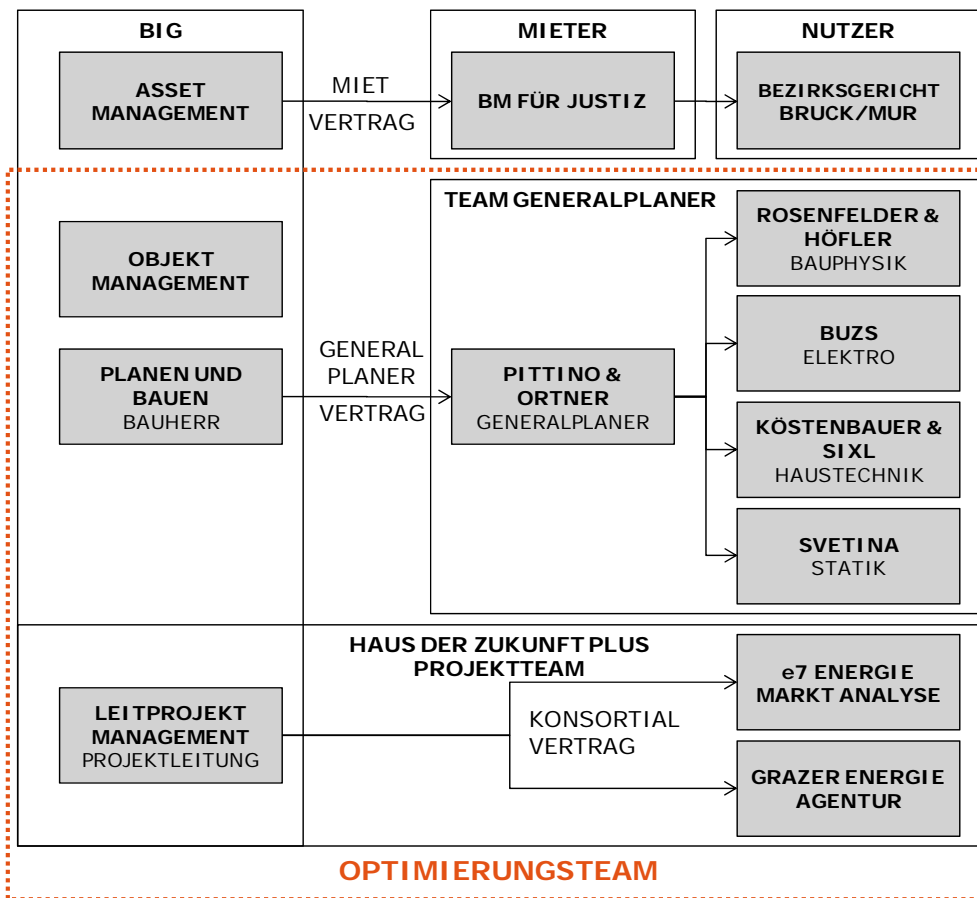 BIG
MIETER
NUTZER
ASSET
MANAGEMENT
MIET
VERTRAG
BM FÜR JUSTIZ
BEZIRKSGERICHT
BRUCK/MUR
TEAM GENERALPLANER
OBJEKT
MANAGEMENT
PLANEN UND
BAUEN
BAUHERR
GENERAL
PLANER
VERTRAG
PITTINO &
ORTNER
GENERALPLANER
ROSENFELDER &
HÖFLER
BAUPHYSIK
BUZS
ELEKTRO
KÖSTENBAUER &
SIXL
HAUSTECHNIK
SVETINA
STATIK
HAUS DER ZUKUNFT PLUS
PROJEKTTEAM
LEITPROJEKT
MANAGEMENT
PROJEKTLEITUNG
KONSORTIAL
VERTRAG
e7 ENERGIE
MARKT ANALYSE
GRAZER ENERGIE
AGENTUR
OPTIMIERUNGSTEAM